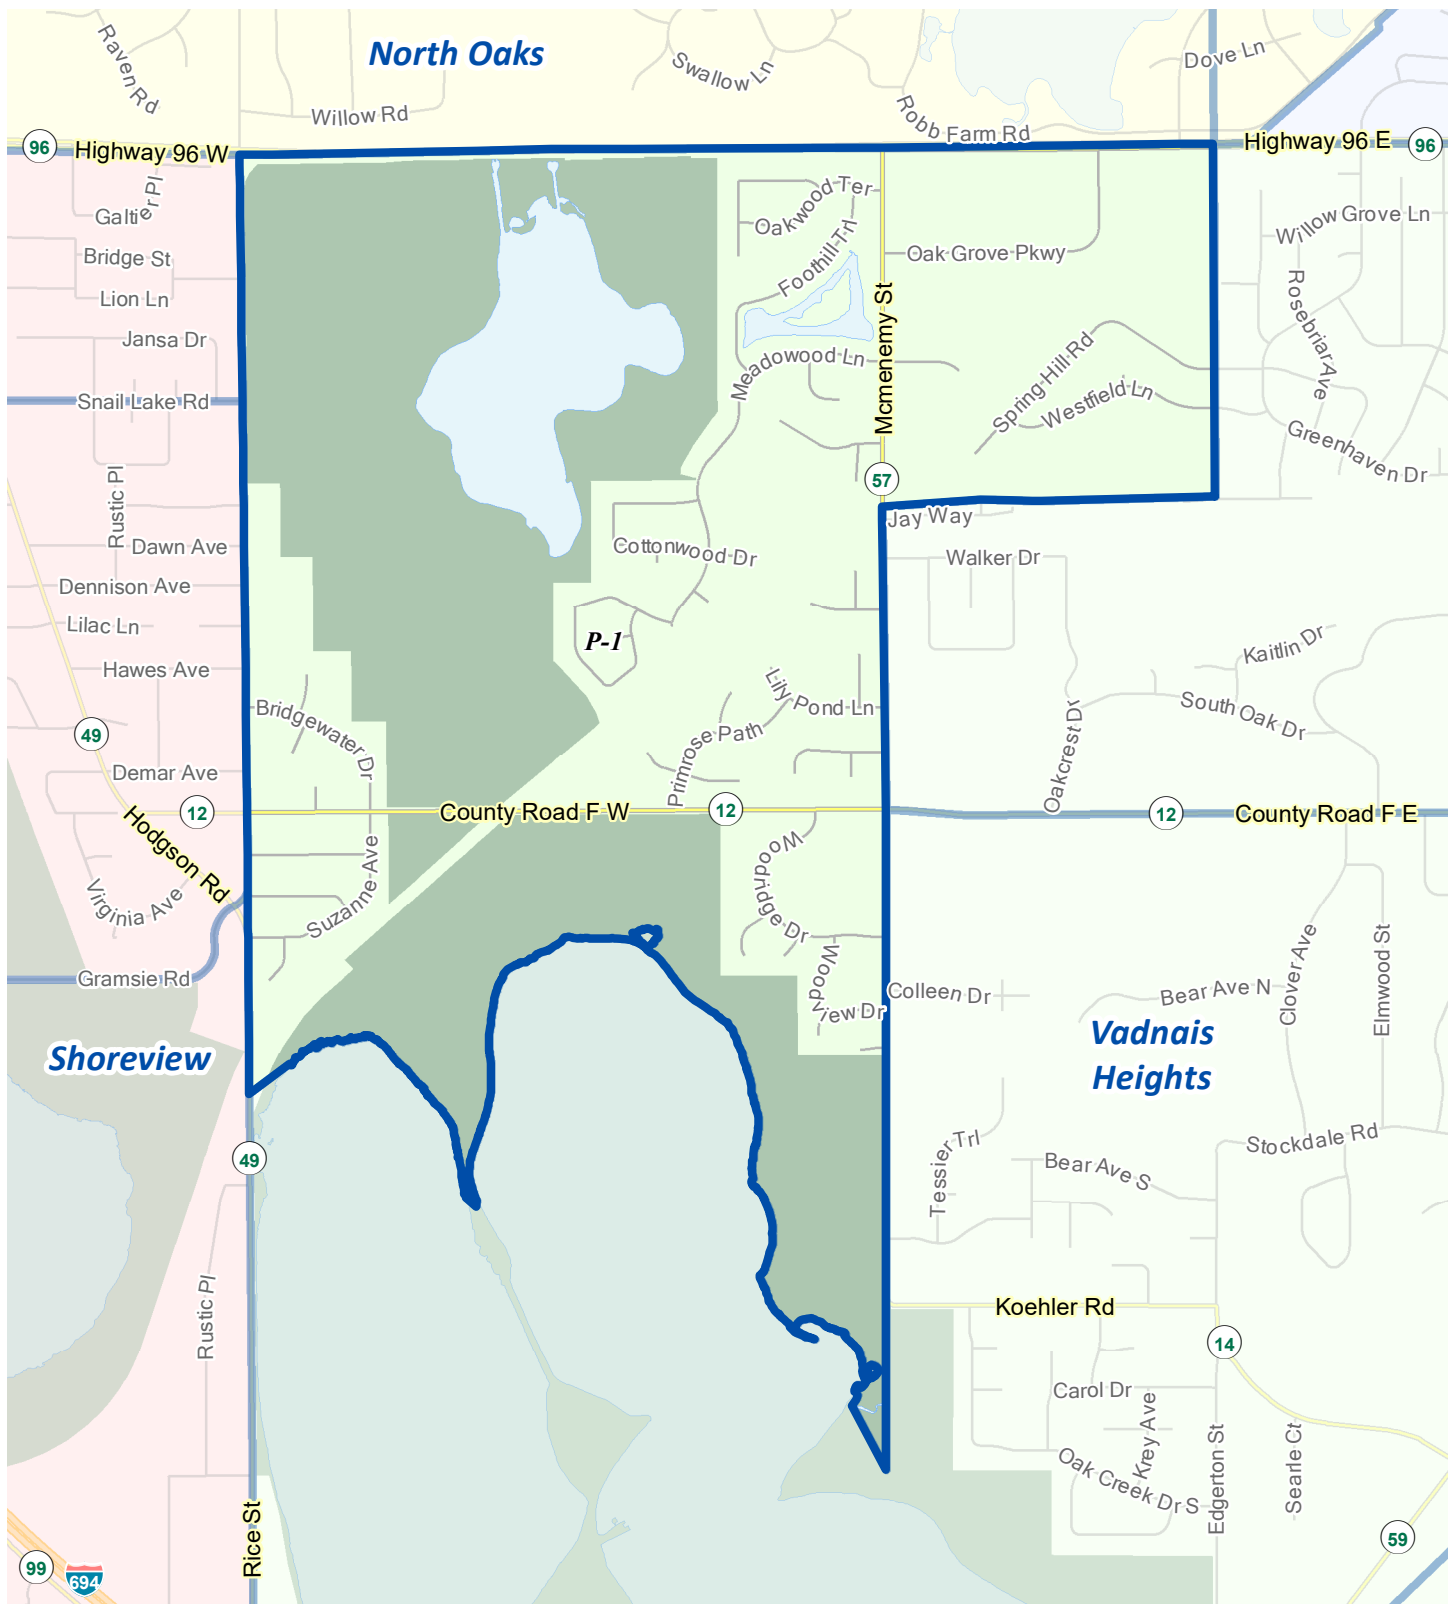 North Oaks
Raven Rd
Willow Rd
Swallow Ln
Robb Farm Rd
Dove Ln
96
Highway 96 W
Highway 96 E
96
Galtier Pl
Bridge St
Lion Ln
Jansa Dr
Snail Lake Rd
Oakwood Ter
Foothill Trl
Oak Grove Pkwy
Willow Grove Ln
Rosebriar Ave
Meadowood Ln
Mcmenemy St
Spring Hill Rd
Westfield Ln
Greenhaven Dr
57
Jay Way
Rustic Pl
Dawn Ave
Dennison Ave
Lilac Ln
Hawes Ave
Cottonwood Dr
Walker Dr
P-1
Kaitlin Dr
South Oak Dr
Oakcrest Dr
Lily Pond Ln
Primrose Path
Bridgewater Dr
49
Demar Ave
12
County Road F W
12
12
County Road F E
Hodgson Rd
Virginia Ave
Suzanne Ave
Woodridge Dr
Woodview Dr
Gramsie Rd
Colleen Dr
Bear Ave N
Clover Ave
Elmwood St
Shoreview
Vadnais
Heights
49
Tessier Trl
Bear Ave S
Stockdale Rd
Rustic Pl
Koehler Rd
14
Carol Dr
Krey Ave
Oak Creek Dr S
Edgerton St
Searle Ct
Rice St
99
694
59